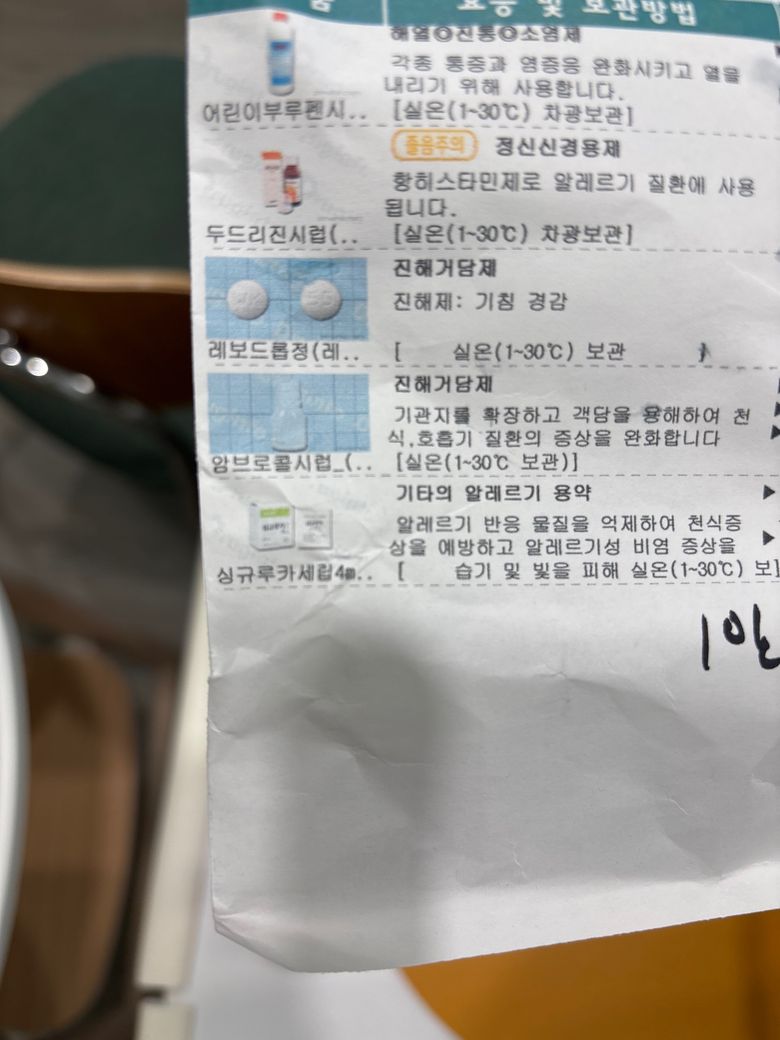 효능 및 보관방법
해열◎진통◎소염제
각종 통증과 염증을 완화시키고 열을
내리기 위해 사용합니다.
어린이부루펜시.. [실온(1~30℃) 차광보관]
졸음주의 정신신경용제
항히스타민제로 알레르기 질환에 사용
됩니다.
두드리진시럽(.. [실온(1~30℃) 차광보관]
진해거담제
진해제: 기침 경감
레보드롭정(레.. [ 실온(1~30℃) 보관 ]
진해거담제
기관지를 확장하고 객담을 용해하여 천
식,호흡기 질환의 증상을 완화합니다
암브로콜시럽_(.. [실온(1~30℃ 보관)]
기타의 알레르기 용약
알레르기 반응 물질을 억제하여 천식증
상을 예방하고 알레르기성 비염 증상을
싱규루카세립4m.. [ 습기 및 빛을 피해 실온(1~30℃) 보]